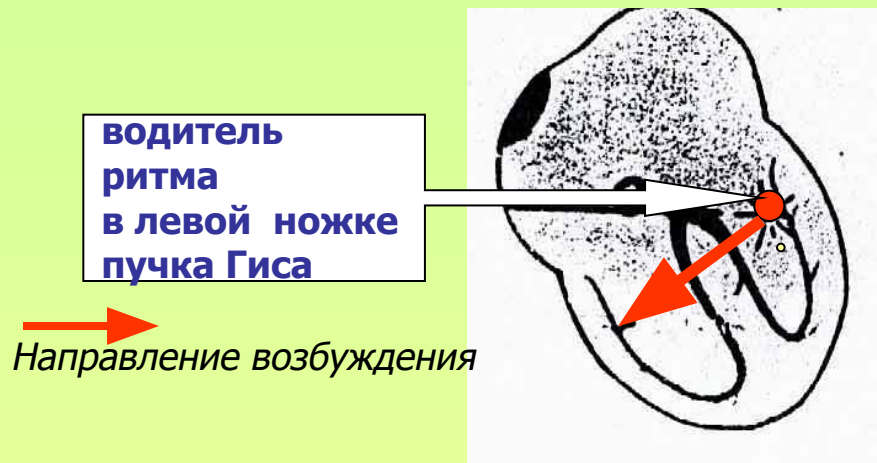 водитель
ритма
в левой ножке
пучка Гиса
Направление возбуждения